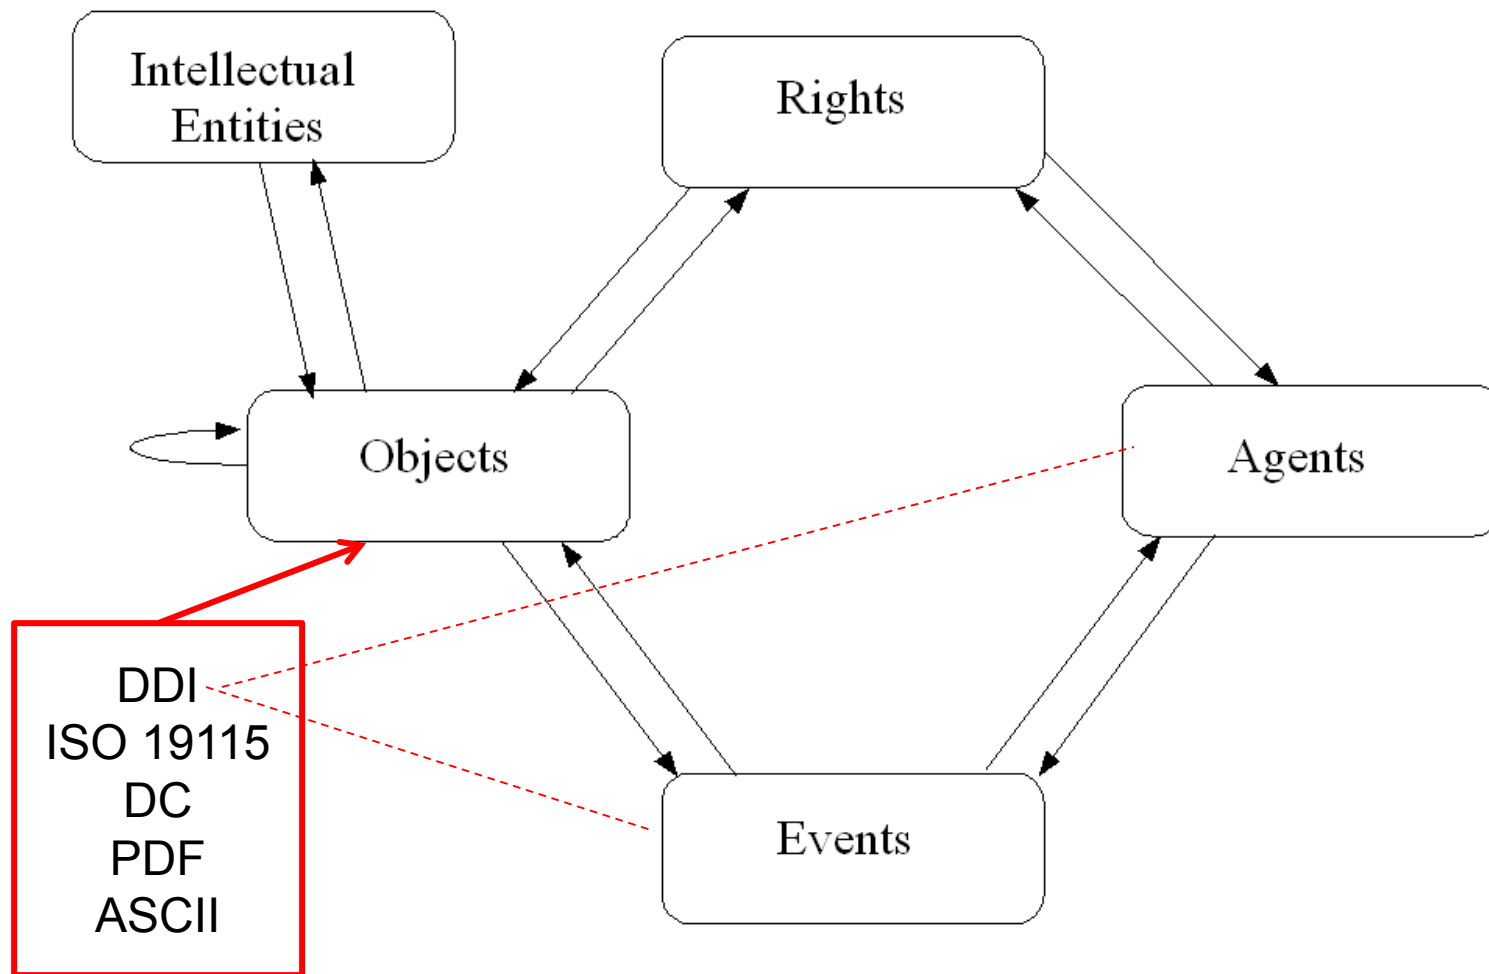 Intellectual
Entities
Rights
Objects
Agents
DDI
ISO 19115
DC
PDF
ASCII
Events